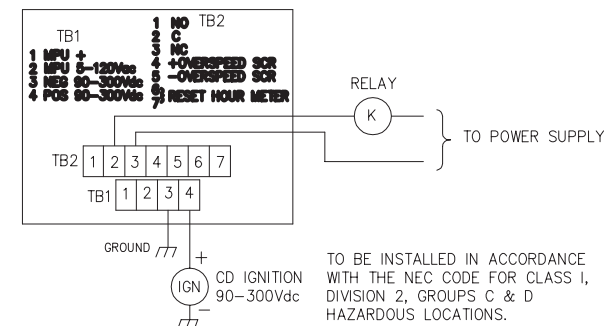 TB1
1 MPU +
2 MPU 5-120Vac
3 NEG 90-300Vdc
4 POS 90-300Vdc
TB2
1 NO
2 C
3 NC
4 +OVERSPEED SCR
5 -OVERSPEED SCR
6
7 RESET HOUR METER
RELAY
K
TO POWER SUPPLY
TB2 1 2 3 4 5 6 7
TB1 1 2 3 4
GROUND
+
IGN
CD IGNITION
90-300Vdc
-
TO BE INSTALLED IN ACCORDANCE
WITH THE NEC CODE FOR CLASS I,
DIVISION 2, GROUPS C & D
HAZARDOUS LOCATIONS.